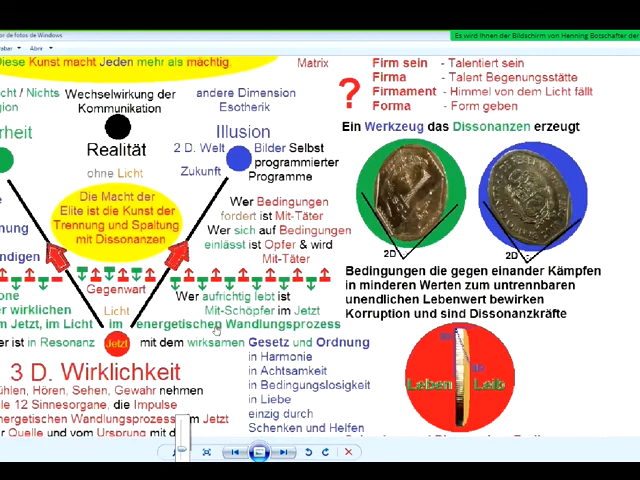 or de fotos de Windows
Es wird Ihnen der Bildschirm von Henning Botschafter der
Abrir
Diese Kunst macht Jeden mehr als mächtig.
Matrix
Firm sein - Talentiert sein
Firma - Talent Begenungsstätte
Firmament - Himmel von dem Licht fällt
Forma - Form geben
?
cht / Nichts
gion
Wechselwirkung der
Kommunikation
andere Dimension
Esotherik
Ein Werkzeug das Dissonanzen erzeugt
rheit
Illusion
Realität
ohne Licht
2 D. Welt
Zukunft
Bilder Selbst
programmierter
Programme
Die Macht der
Elite ist die Kunst der
Trennung und Spaltung
mit Dissonanzen
Wer Bedingungen
fordert ist Mit-Täter
Wer sich auf Bedingungen
einlässt ist Opfer & wird
Mit-Täter
nung
ndigen
2D
2D
Bedingungen die gegen einander Kämpfen
in minderen Werten zum untrennbaren
unendlichen Lebenwert bewirken
Korruption und sind Dissonanzkräfte
Gegenwart
Licht
Wer aufrichtig lebt ist
Mit-Schöpfer im Jetzt
one
er wirklichen
m Jetzt, im Licht im energetischen Wandlungsprozess
er ist in Resonanz Jetzt mit dem wirksamen Gesetz und Ordnung
in Harmonie
in Achtsamkeit
in Bedingungslosigkeit
in Liebe
einzig durch
Schenken und Helfen
3 D. Wirklichkeit
ühlen, Hören, Sehen, Gewahr nehmen
ie 12 Sinnesorgane, die Impulse
nergetischen Wandlungsprozess im Jetzt
er Quelle und vom Ursprung mit d
Leben Leib